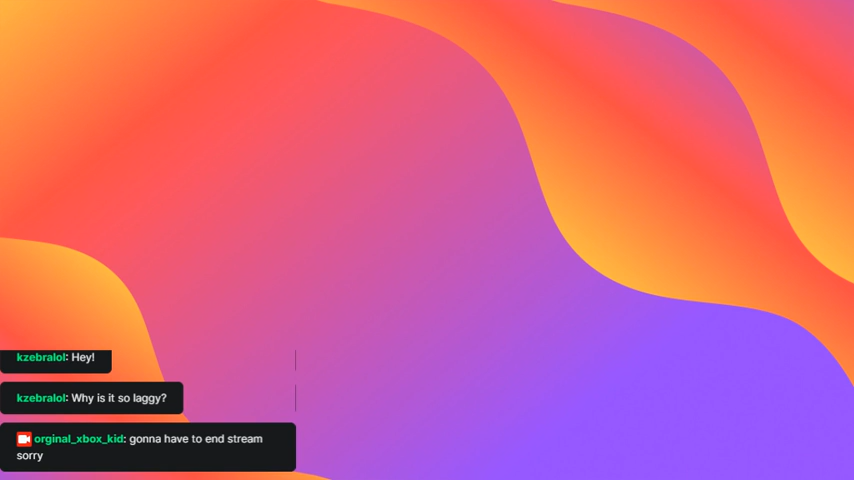 kzebralol: Hey!
kzebralol: Why is it so laggy?
orginal_xbox_kid: gonna have to end stream
sorry